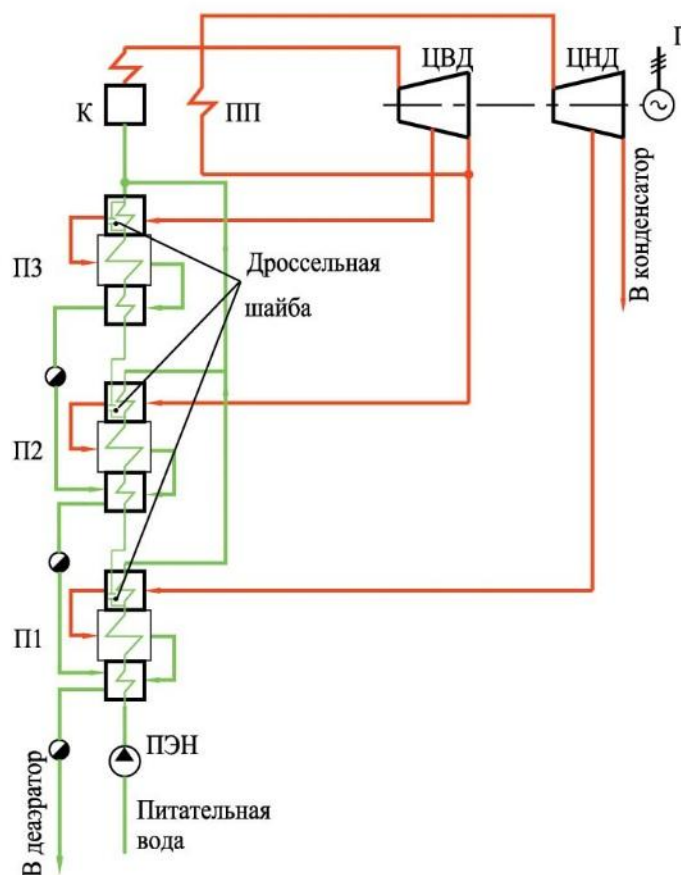 Г
ЦВД
ЦНД
К
ПП
В конденсатор
Дроссельная
шайба
П3
П2
П1
ПЭН
Питательная
вода
В деаэратор